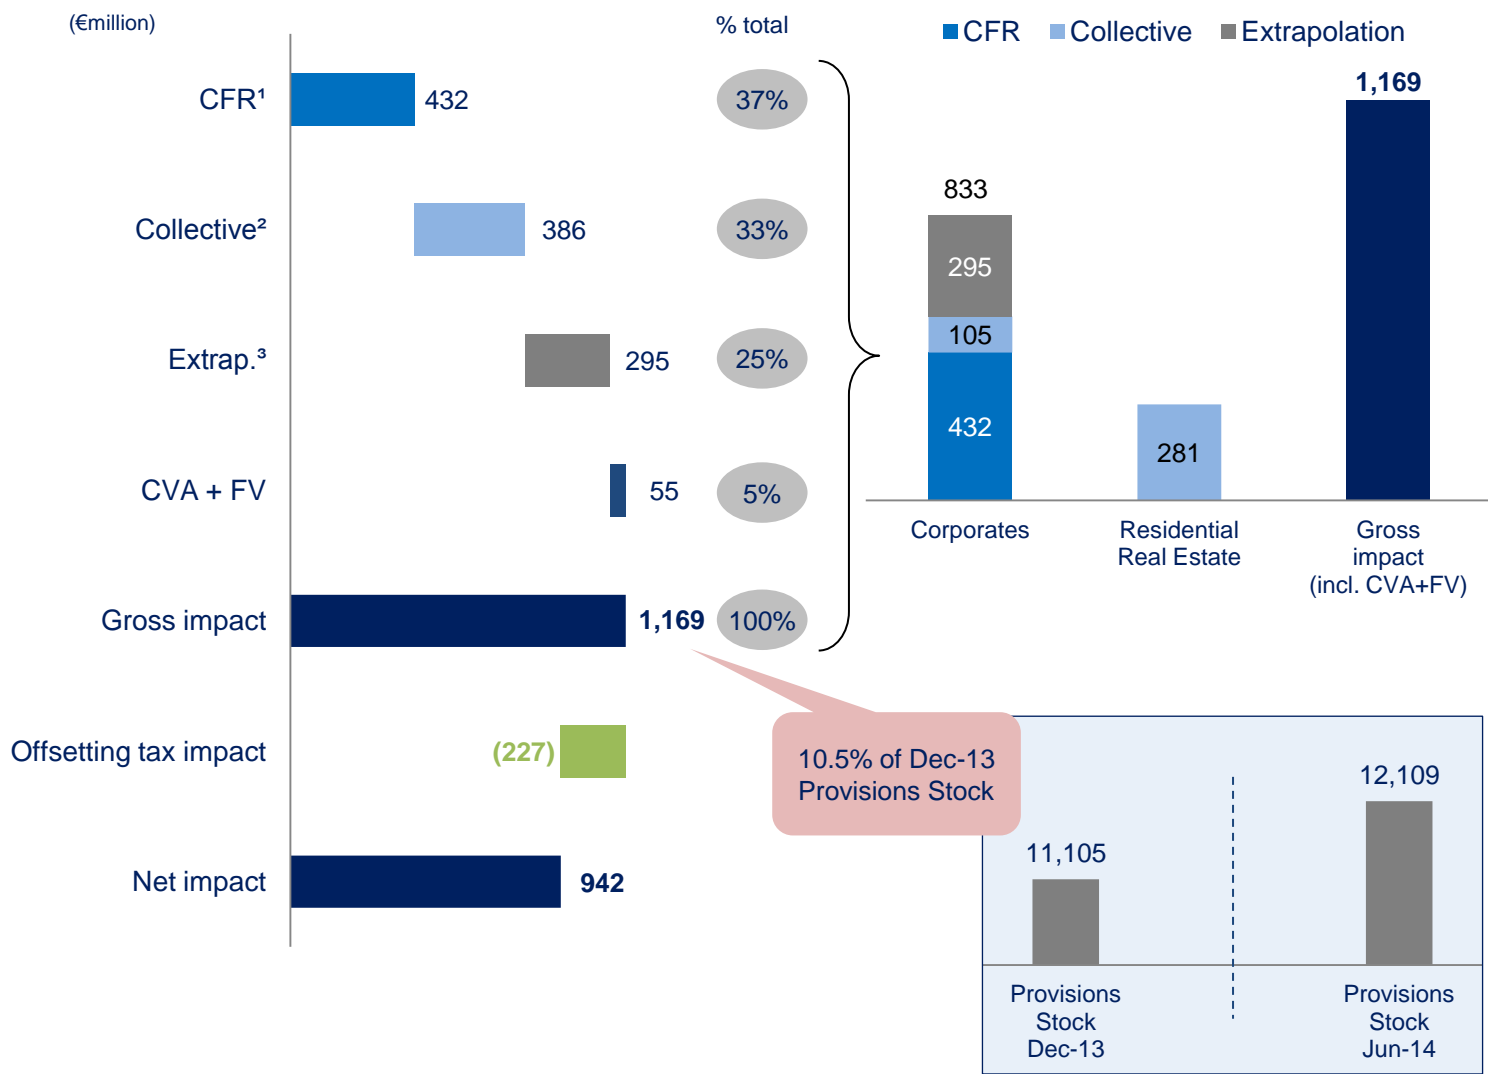 (€million)
% total
CFR¹
432
37%
Collective²
386
33%
Extrap.³
295
25%
CVA + FV
55
5%
Gross impact
1,169
100%
Offsetting tax impact
(227)
Net impact
942
CFR
Collective
Extrapolation
833
295
105
432
281
1,169
Corporates
Residential
Real Estate
Gross
impact
(incl. CVA+FV)
10.5% of Dec-13
Provisions Stock
11,105
12,109
Provisions
Stock
Dec-13
Provisions
Stock
Jun-14